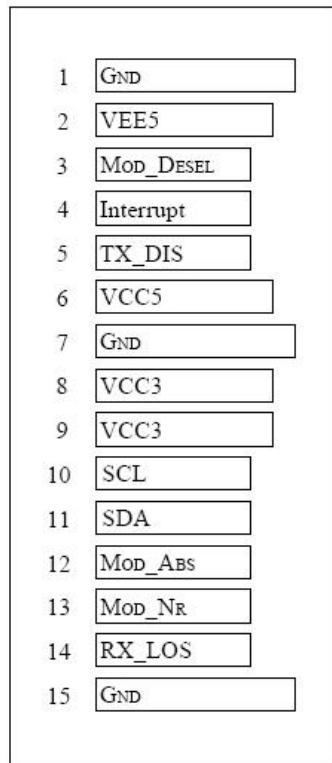 1 GND
2 VEE5
3 MOD_DESEL
4 Interrupt
5 TX_DIS
6 VCC5
7 GND
8 VCC3
9 VCC3
10 SCL
11 SDA
12 MOD_ABS
13 MOD_NR
14 RX_LOS
15 GND